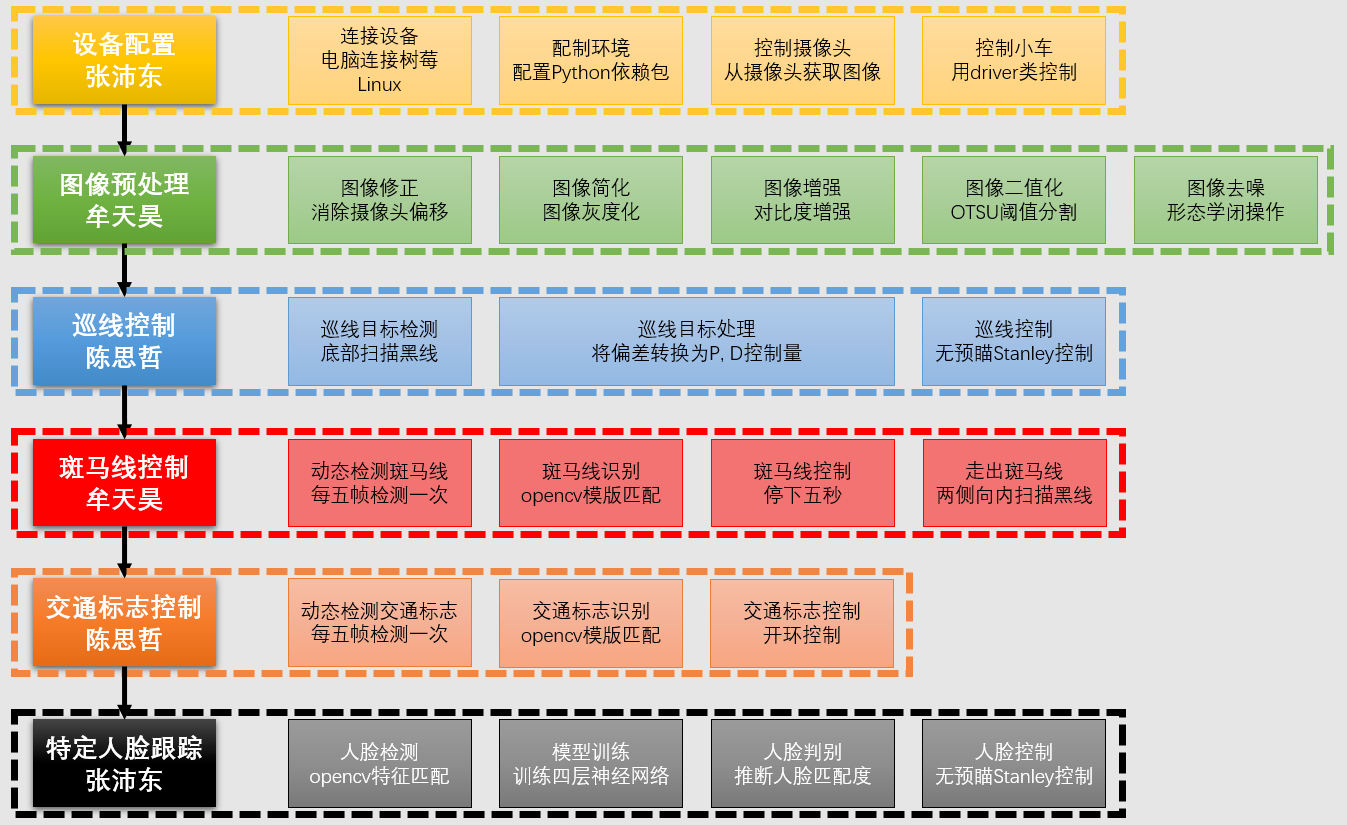 设备配置
张沛东
连接设备
电脑连接树莓
Linux
配制环境
配置Python依赖包
控制摄像头
从摄像头获取图像
控制小车
用driver类控制
图像预处理
牟天昊
图像修正
消除摄像头偏移
图像简化
图像灰度化
图像增强
对比度增强
图像二值化
OTSU阈值分割
图像去噪
形态学闭操作
巡线控制
陈思哲
巡线目标检测
底部扫描黑线
巡线目标处理
将偏差转换为P, D控制量
巡线控制
无预瞄Stanley控制
斑马线控制
牟天昊
动态检测斑马线
每五帧检测一次
斑马线识别
opencv模版匹配
斑马线控制
停下五秒
走出斑马线
两侧向内扫描黑线
交通标志控制
陈思哲
动态检测交通标志
每五帧检测一次
交通标志识别
opencv模版匹配
交通标志控制
开环控制
特定人脸跟踪
张沛东
人脸检测
opencv特征匹配
模型训练
训练四层神经网络
人脸判别
推断人脸匹配度
人脸控制
无预瞄Stanley控制